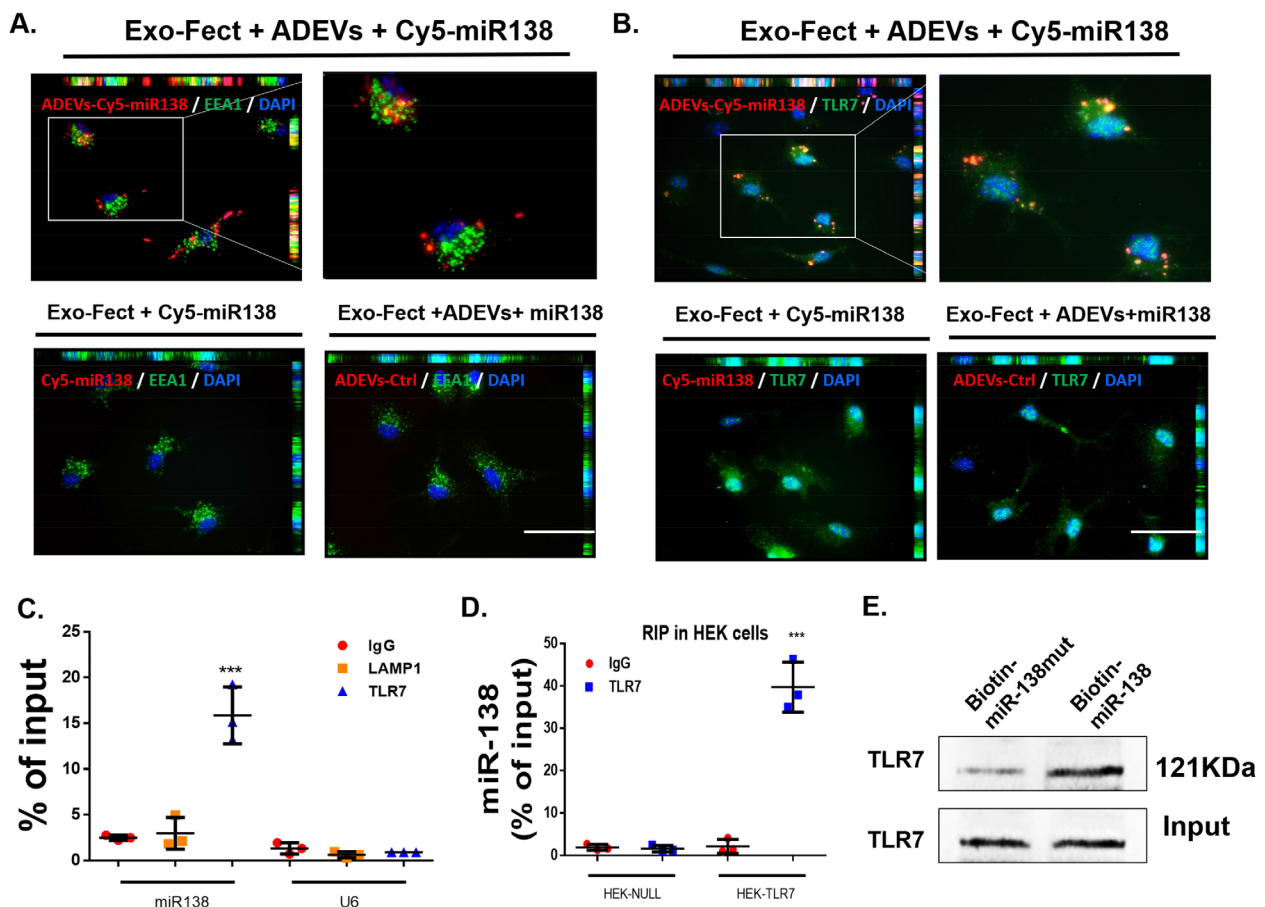 A.
Exo-Fect + ADEVs + Cy5-miR138
ADEVs-Cy5-miR138 / EEA1 / DAPI
Exo-Fect + Cy5-miR138
Exo-Fect +ADEVs+ miR138
Cy5-miR138 / EEA1 / DAPI
ADEVs-Ctrl / EEA1 / DAPI
B.
Exo-Fect + ADEVs + Cy5-miR138
ADEVs-Cy5-miR138 / TLR7 / DAPI
Exo-Fect + Cy5-miR138
Exo-Fect + ADEVs+miR138
Cy5-miR138 / TLR7 / DAPI
ADEVs-Ctrl / TLR7 / DAPI
C.
% of input
25
20
15
10
5
0
***
IgG
LAMP1
TLR7
miR138
U6
D.
RIP in HEK cells
miR-138
(% of input)
50
40
30
20
10
0
***
IgG
TLR7
HEK-NULL
HEK-TLR7
E.
Biotin-
miR-138mut
Biotin-
miR-138
TLR7
121KDa
TLR7
Input